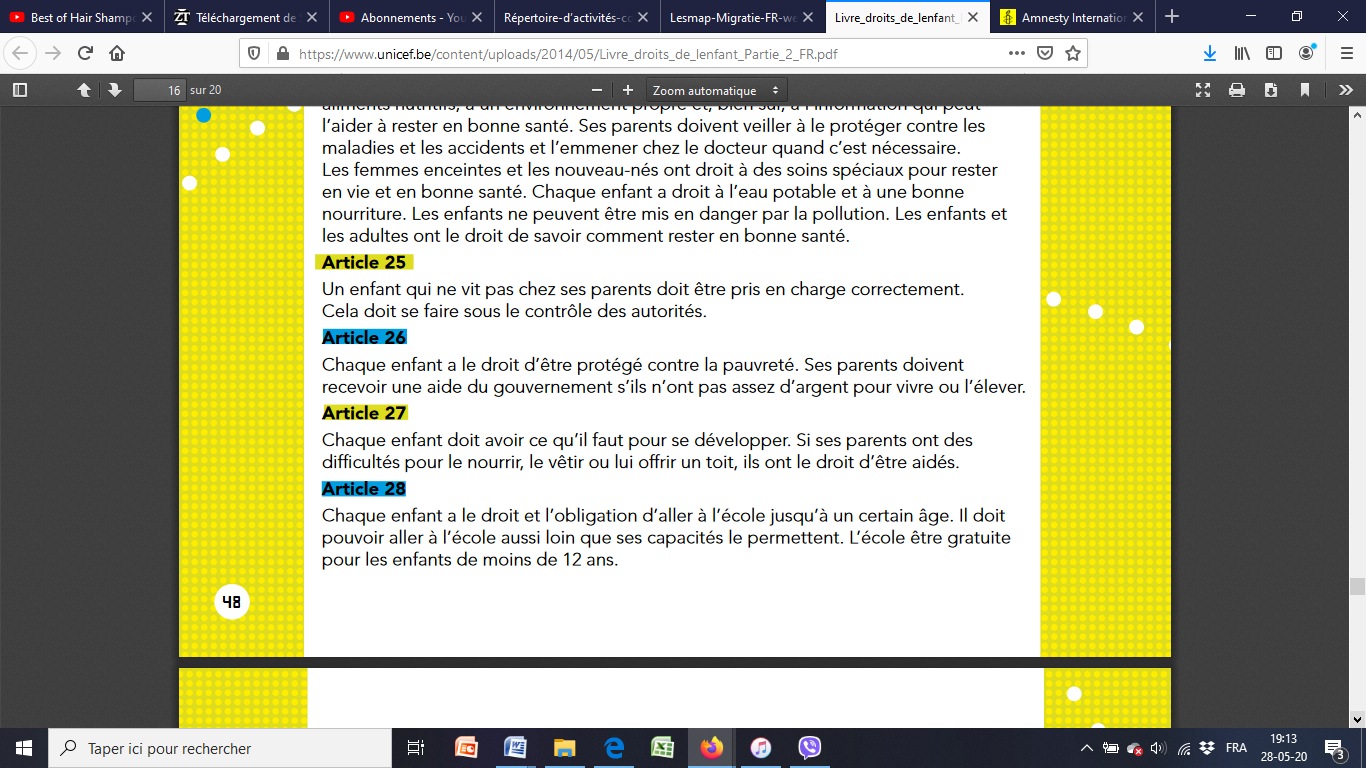 Best of Hair Shampo
Téléchargement de
Abonnements - You
Répertoire-d'activités-co
Lesmap-Migratie-FR-we
Livre_droits_de_lenfant_
Amnesty Internation
https://www.unicef.be/content/uploads/2014/05/Livre_droits_de_lenfant_Partie_2_FR.pdf
16 sur 20
Zoom automatique
aliments nutritifs, à un environnement propre et, bien sûr, à l'information qui peut
l'aider à rester en bonne santé. Ses parents doivent veiller à le protéger contre les
maladies et les accidents et l'emmener chez le docteur quand c'est nécessaire.
Les femmes enceintes et les nouveau-nés ont droit à des soins spéciaux pour rester
en vie et en bonne santé. Chaque enfant a droit à l'eau potable et à une bonne
nourriture. Les enfants ne peuvent être mis en danger par la pollution. Les enfants et
les adultes ont le droit de savoir comment rester en bonne santé.
Article 25
Un enfant qui ne vit pas chez ses parents doit être pris en charge correctement.
Cela doit se faire sous le contrôle des autorités.
Article 26
Chaque enfant a le droit d'être protégé contre la pauvreté. Ses parents doivent
recevoir une aide du gouvernement s'ils n'ont pas assez d'argent pour vivre ou l'élever.
Article 27
Chaque enfant doit avoir ce qu'il faut pour se développer. Si ses parents ont des
difficultés pour le nourrir, le vêtir ou lui offrir un toit, ils ont le droit d'être aidés.
Article 28
Chaque enfant a le droit et l'obligation d'aller à l'école jusqu'à un certain âge. Il doit
pouvoir aller à l'école aussi loin que ses capacités le permettent. L'école être gratuite
pour les enfants de moins de 12 ans.
48
Taper ici pour rechercher
FRA
19:13
28-05-20
3